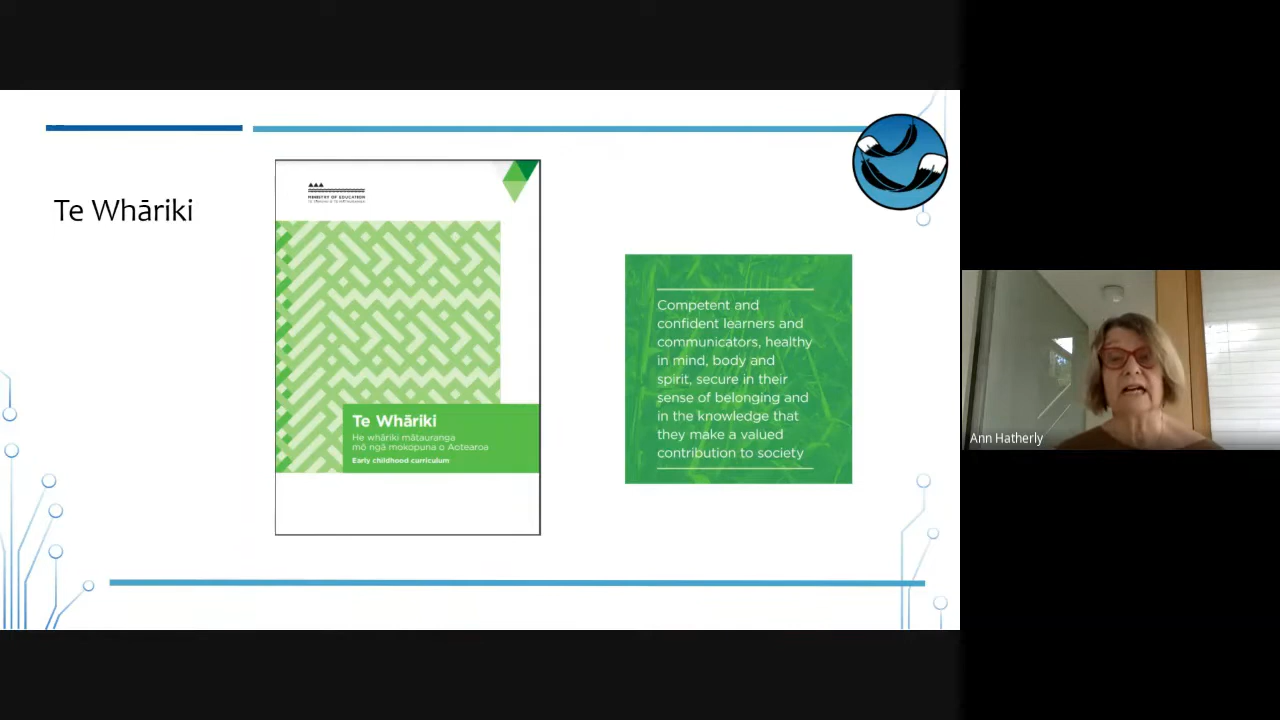 Te Whāriki
MINISTRY OF EDUCATION
Te Whāriki
He whāriki mātauranga
mō ngā mokopuna o Aotearoa
Early childhood curriculum
Competent and
confident learners and
communicators, healthy
in mind, body and
spirit, secure in their
sense of belonging and
in the knowledge that
they make a valued
contribution to society
Ann Hatherly